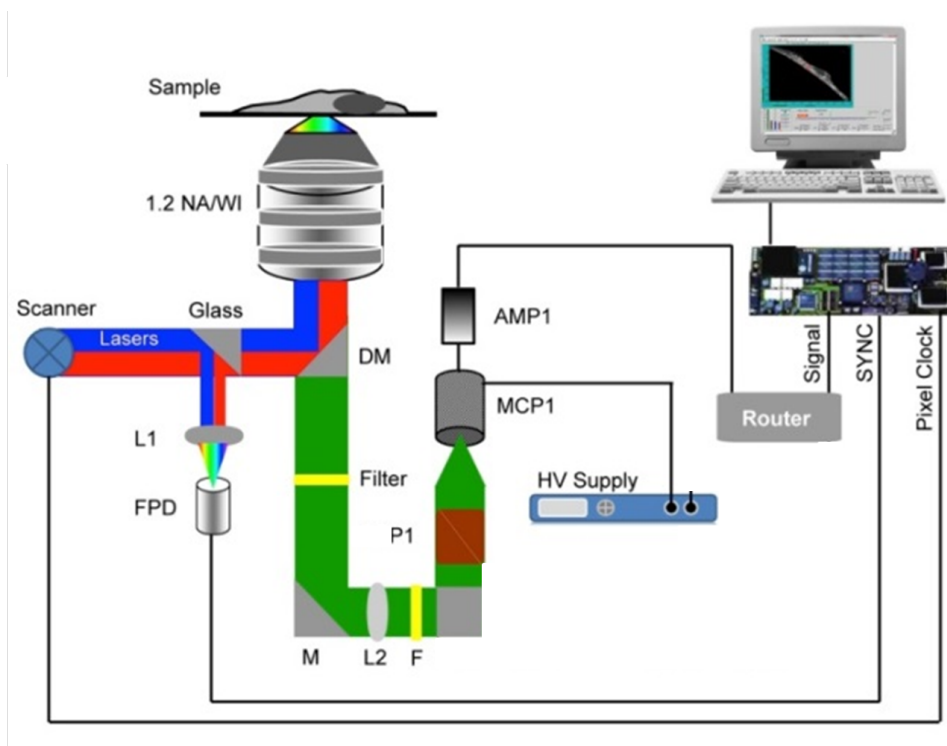 Sample
1.2 NA/WI
Scanner
Glass
Lasers
DM
AMP1
MCP1
Signal
SYNC
Pixel Clock
Router
L1
FPD
Filter
HV Supply
P1
M
L2
F